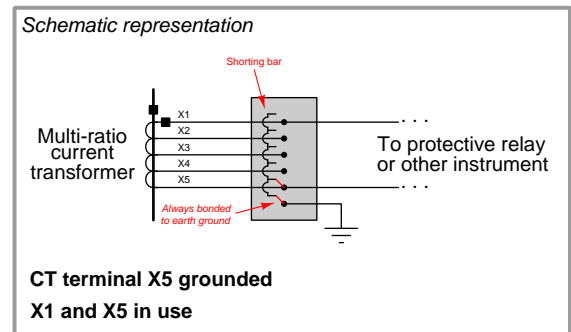 Schematic representation
Shorting bar
X1
X2
X3
X4
X5
Multi-ratio
current
transformer
To protective relay
or other instrument
Always bonded
to earth ground
CT terminal X5 grounded
X1 and X5 in use